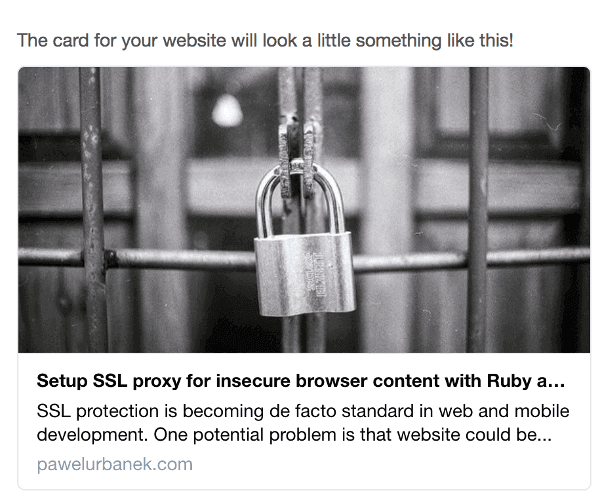 The card for your website will look a little something like this!
Setup SSL proxy for insecure browser content with Ruby a...
SSL protection is becoming de facto standard in web and mobile
development. One potential problem is that website could be...
pawelurbanek.com